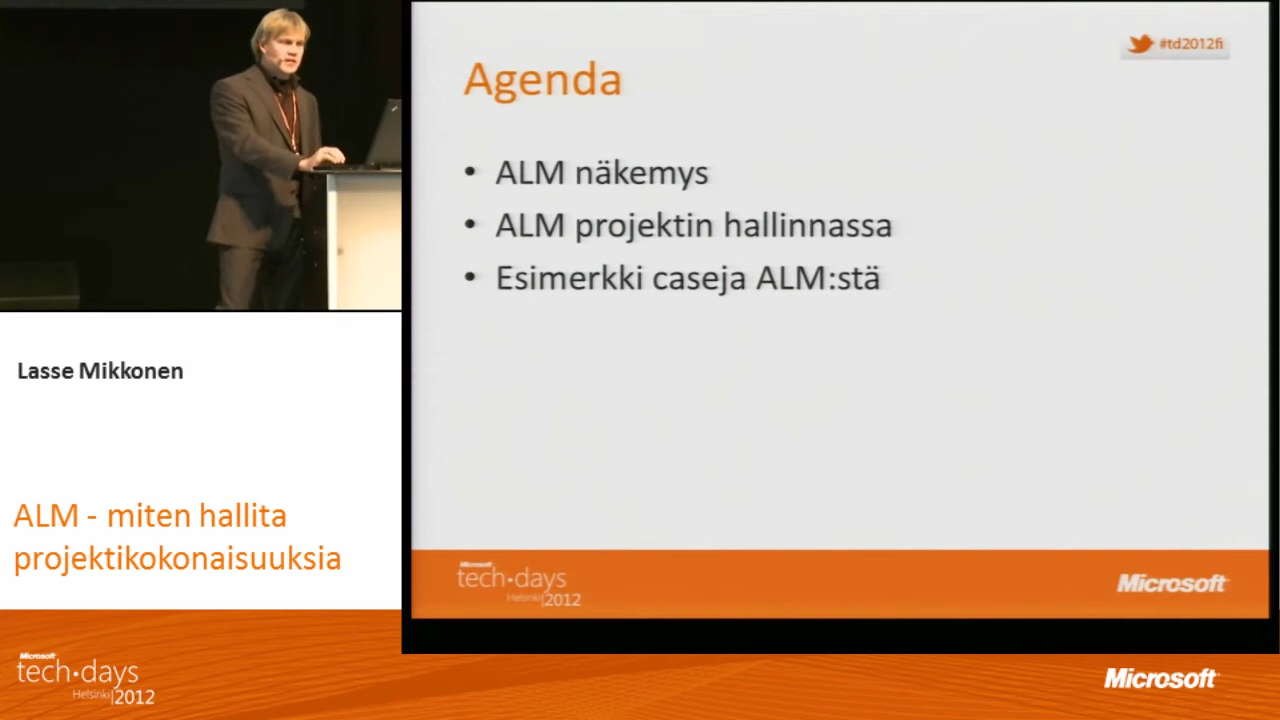 #td2012fi
Agenda
• ALM näkemys
• ALM projektin hallinnassa
• Esimerkki caseja ALM:stä
Lasse Mikkonen
ALM - miten hallita
projektikokonaisuuksia
Microsoft
tech·days
Helsinki|2012
Microsoft
Microsoft
tech·days
Helsinki|2012
Microsoft